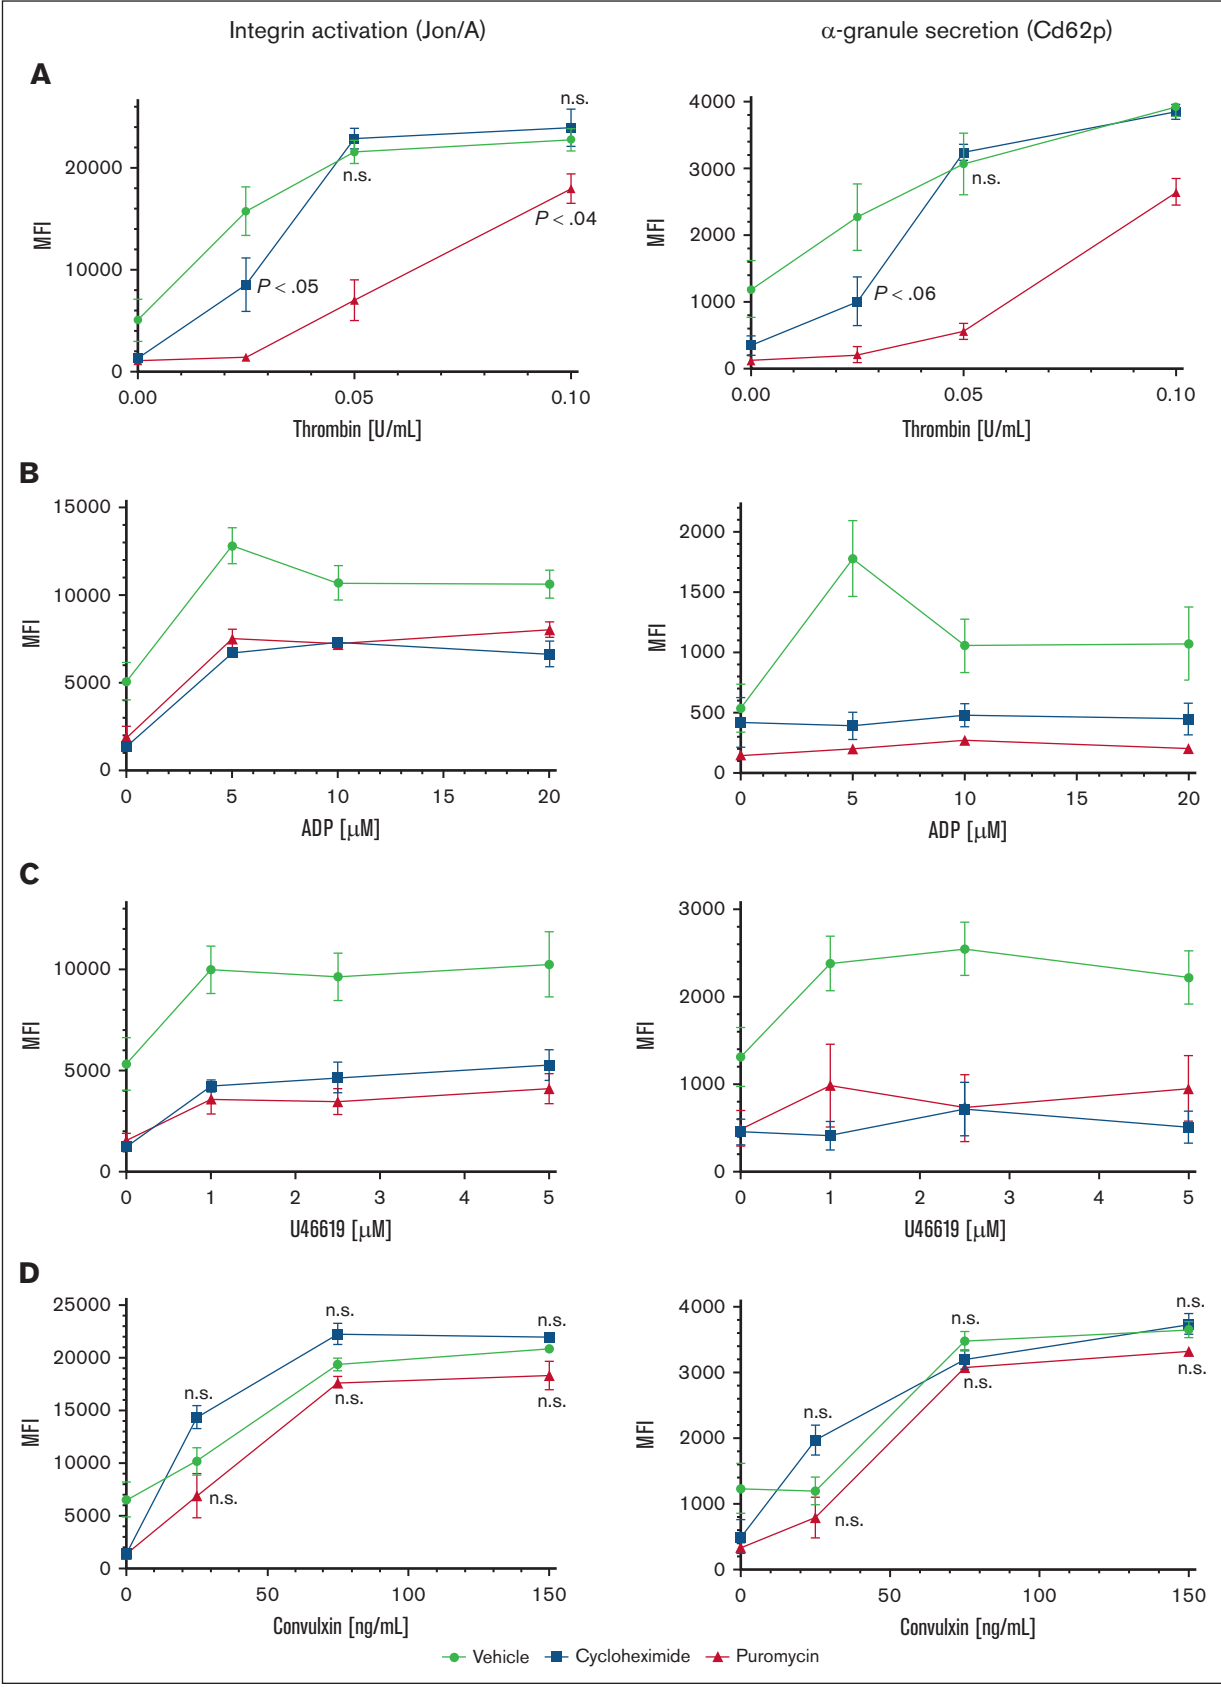 Integrin activation (Jon/A)
α-granule secretion (Cd62p)
A
MFI
20000
10000
0
n.s.
n.s.
P < .04
P < .05
0.00
0.05
0.10
Thrombin [U/mL]
MFI
4000
3000
2000
1000
0
n.s.
P < .06
0.00
0.05
0.10
Thrombin [U/mL]
B
MFI
15000
10000
5000
0
0
5
10
15
20
ADP [μM]
MFI
2000
1500
1000
500
0
0
5
10
15
20
ADP [μM]
C
MFI
10000
5000
0
0
1
2
3
4
5
U46619 [μM]
MFI
3000
2000
1000
0
0
1
2
3
4
5
U46619 [μM]
D
MFI
25000
20000
15000
10000
5000
0
n.s.
n.s.
n.s.
n.s.
n.s.
n.s.
0
50
100
150
Convulxin [ng/mL]
MFI
4000
3000
2000
1000
0
n.s.
n.s.
n.s.
n.s.
n.s.
n.s.
0
50
100
150
Convulxin [ng/mL]
Vehicle
Cycloheximide
Puromycin